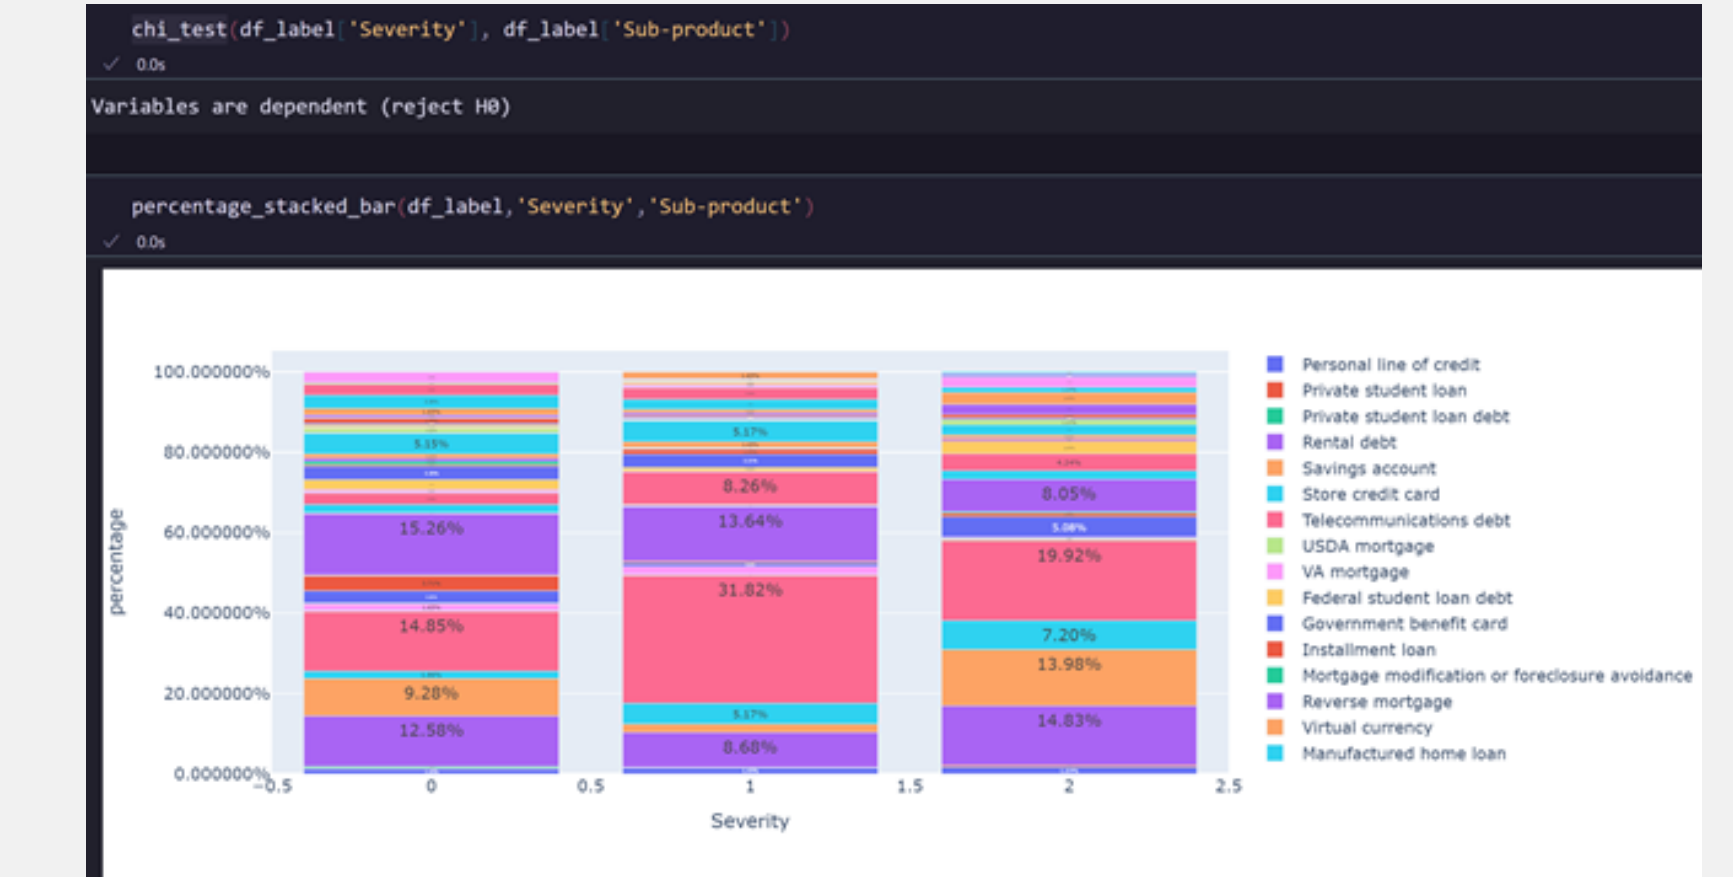 chi_test(df_label['Severity'], df_label['Sub-product'])
0.0s
Variables are dependent (reject H0)
percentage_stacked_bar(df_label,'Severity','Sub-product')
0.0s
100.000000%
80.000000%
60.000000%
40.000000%
20.000000%
0.000000%
percentage
5.15%
15.26%
14.85%
9.28%
12.58%
5.17%
8.26%
13.64%
31.82%
5.17%
8.68%
8.05%
5.08%
19.92%
7.20%
13.98%
14.83%
−0.5 0 0.5 1 1.5 2 2.5
Severity
Personal line of credit
Private student loan
Private student loan debt
Rental debt
Savings account
Store credit card
Telecommunications debt
USDA mortgage
VA mortgage
Federal student loan debt
Government benefit card
Installment loan
Mortgage modification or foreclosure avoidance
Reverse mortgage
Virtual currency
Manufactured home loan